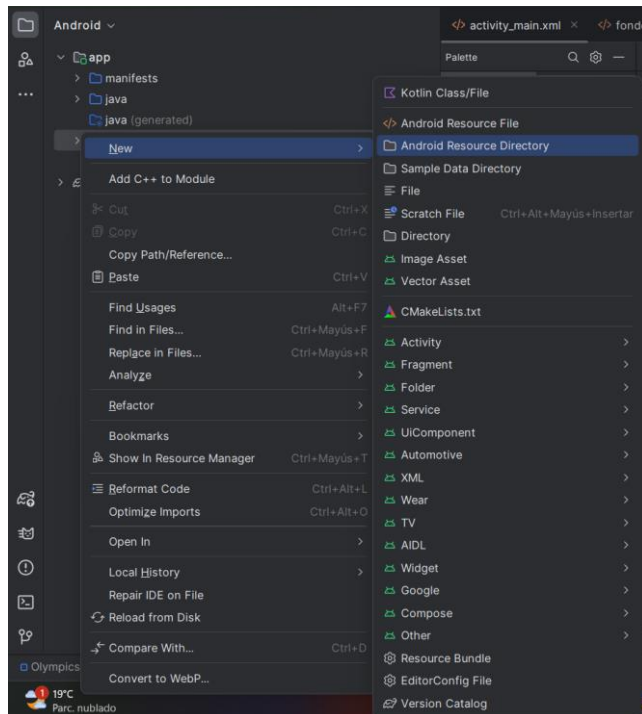 Android
activity_main.xml
fond
app
Palette
manifests
java
java (generated)
New
Add C++ to Module
Cut Ctrl+X
Copy Ctrl+C
Copy Path/Reference...
Paste Ctrl+V
Find Usages Alt+F7
Find in Files... Ctrl+Mayús+F
Replace in Files... Ctrl+Mayús+R
Analyze
Refactor
Bookmarks
Show In Resource Manager Ctrl+Mayús+T
Reformat Code Ctrl+Alt+L
Optimize Imports Ctrl+Alt+O
Open In
Local History
Repair IDE on File
Reload from Disk
Compare With... Ctrl+D
Convert to WebP...
Kotlin Class/File
Android Resource File
Android Resource Directory
Sample Data Directory
File
Scratch File Ctrl+Alt+Mayús+Insertar
Directory
Image Asset
Vector Asset
CMakeLists.txt
Activity
Fragment
Folder
Service
UiComponent
Automotive
XML
Wear
TV
AIDL
Widget
Google
Compose
Other
Resource Bundle
EditorConfig File
Version Catalog
Olympics
1
19°C
Parc. nublado